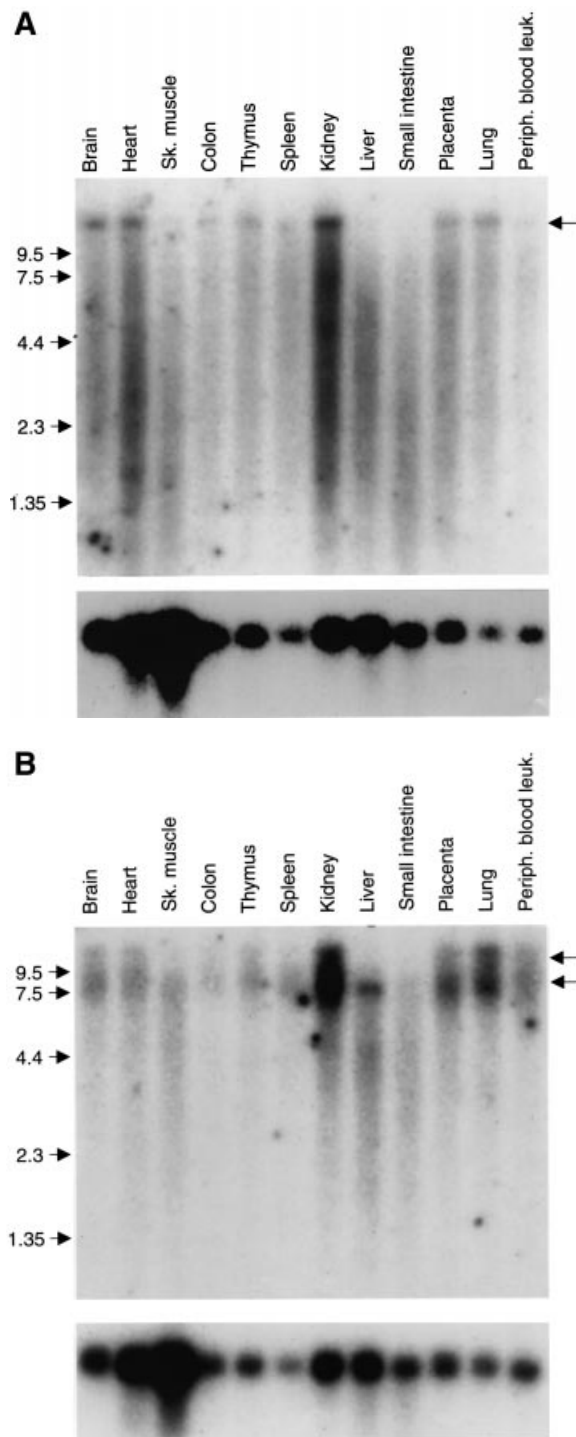 A
Brain Heart Sk. muscle Colon Thymus Spleen Kidney Liver Small intestine Placenta Lung Periph. blood leuk.
9.5
7.5
4.4
2.3
1.35
B
Brain Heart Sk. muscle Colon Thymus Spleen Kidney Liver Small intestine Placenta Lung Periph. blood leuk.
9.5
7.5
4.4
2.3
1.35